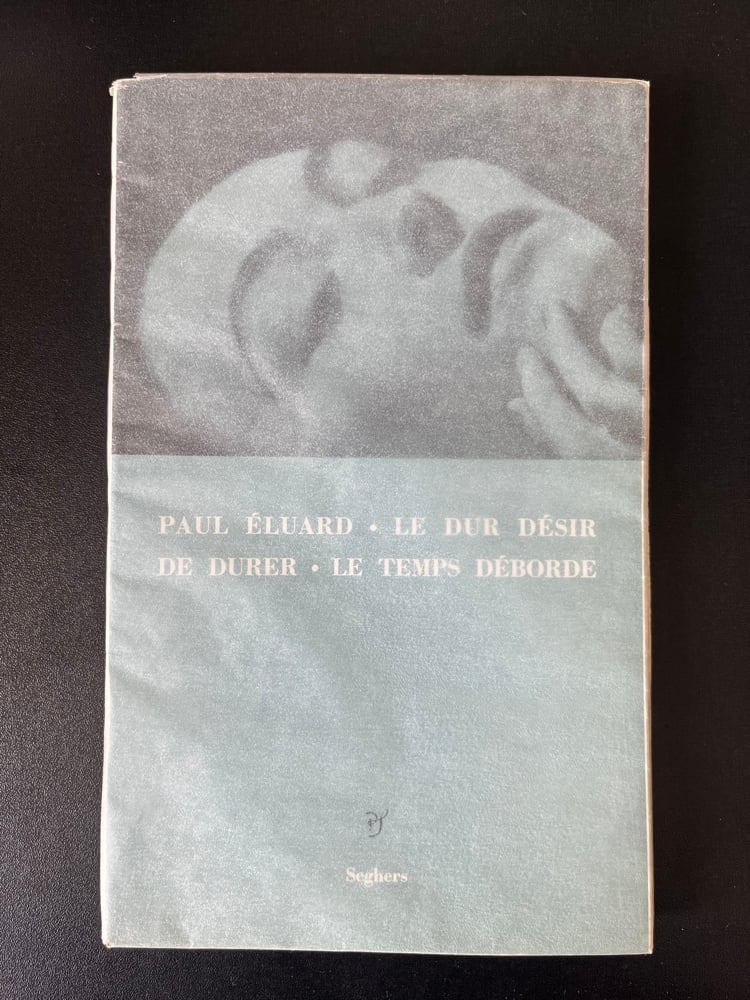 PAUL ÉLUARD • LE DUR DÉSIR
DE DURER • LE TEMPS DÉBORDE
Seghers